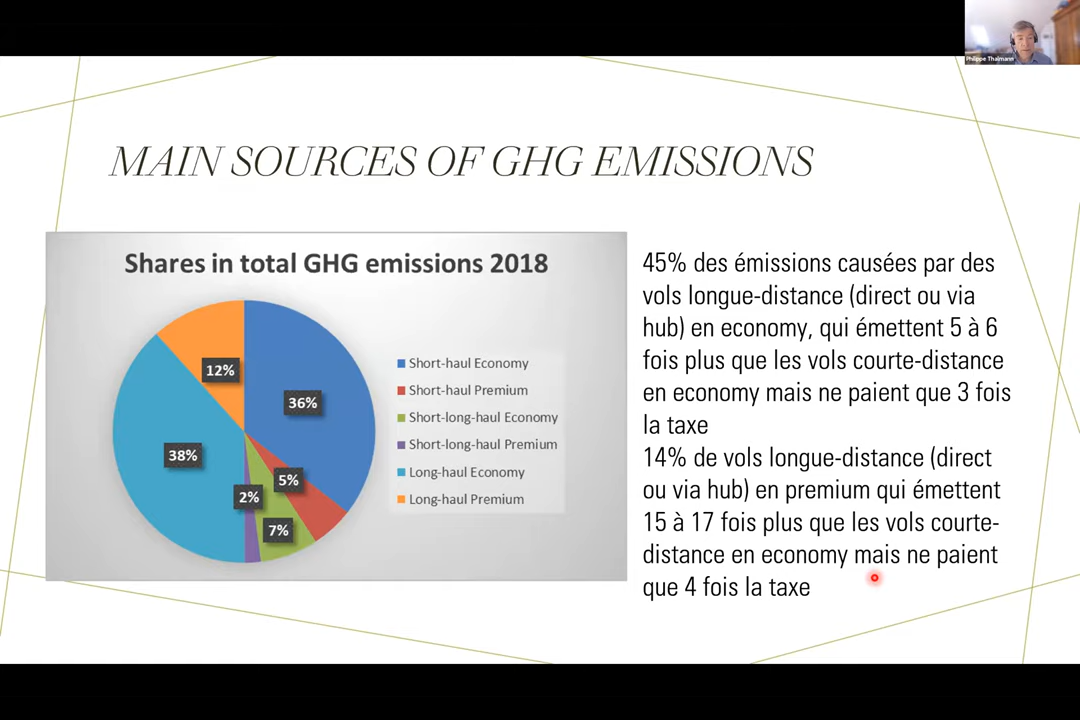 Philippe Thalmann
MAIN SOURCES OF GHG EMISSIONS
Shares in total GHG emissions 2018
12%
36%
38%
5%
2%
7%
Short-haul Economy
Short-haul Premium
Short-long-haul Economy
Short-long-haul Premium
Long-haul Economy
Long-haul Premium
45% des émissions causées par des
vols longue-distance (direct ou via
hub) en economy, qui émettent 5 à 6
fois plus que les vols courte-distance
en economy mais ne paient que 3 fois
la taxe
14% de vols longue-distance (direct
ou via hub) en premium qui émettent
15 à 17 fois plus que les vols courte-
distance en economy mais ne paient
que 4 fois la taxe